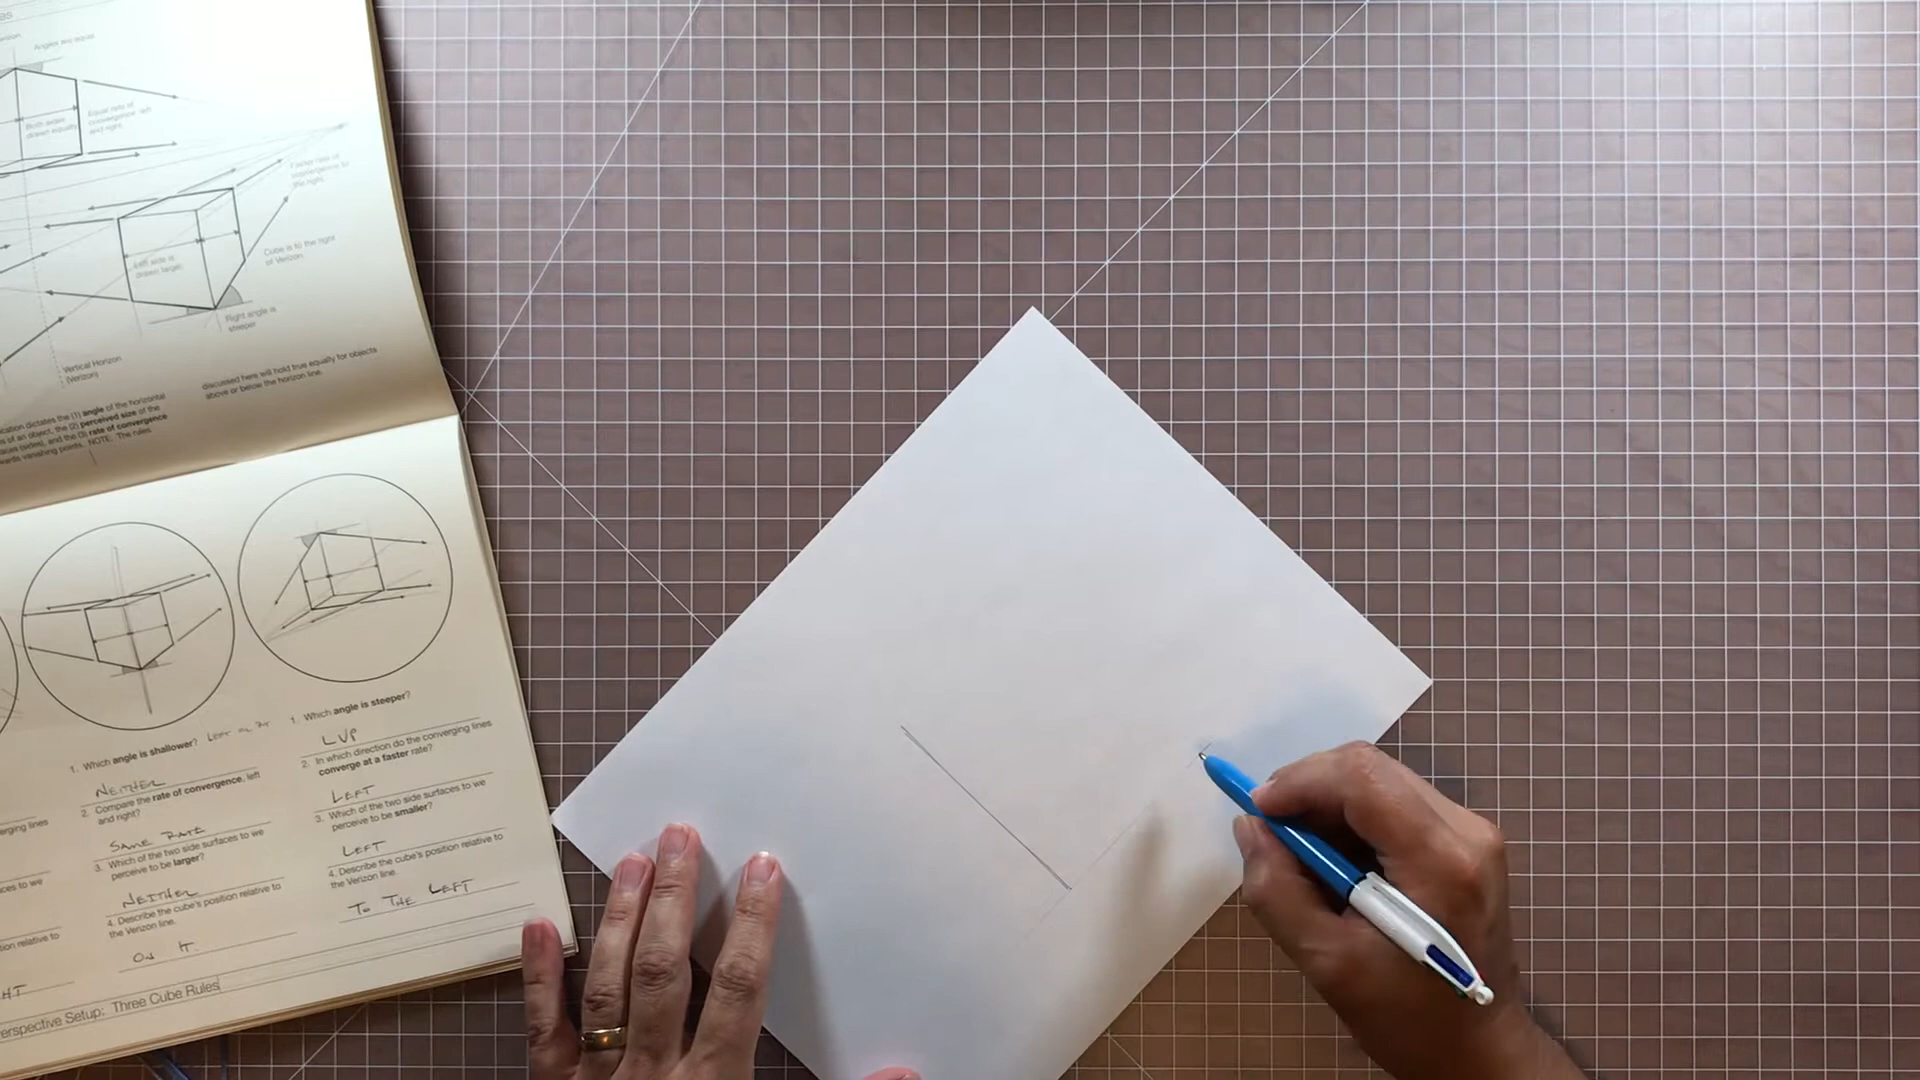 Angles are equal
Both sides
drawn equally
Equal rate of
convergence left
and right.
Faster rate of
convergence to
the right.
Left side is
drawn larger.
Cube is to the right
of Verizon.
Right angle is
steeper
Vertical Horizon
(Verizon)
discussed here will hold true equally for objects
above or below the horizon line.
dictates the (1) angle of the horizontal
of an object, the (2) perceived size of the
(sides), and the (3) rate of convergence
vanishing points. NOTE: The rules
1. Which angle is shallower?
NEITHER
2. Compare the rate of convergence, left
and right?
SAME RATE
3. Which of the two side surfaces to we
perceive to be larger?
NEITHER
4. Describe the cube's position relative to
the Verizon line.
ON IT.
1. Which angle is steeper?
LVP
2. In which direction do the converging lines
converge at a faster rate?
LEFT
3. Which of the two side surfaces to we
perceive to be smaller?
LEFT
4. Describe the cube's position relative to
the Verizon line.
TO THE LEFT
lines
to we
relative to
Setup: Three Cube Rules